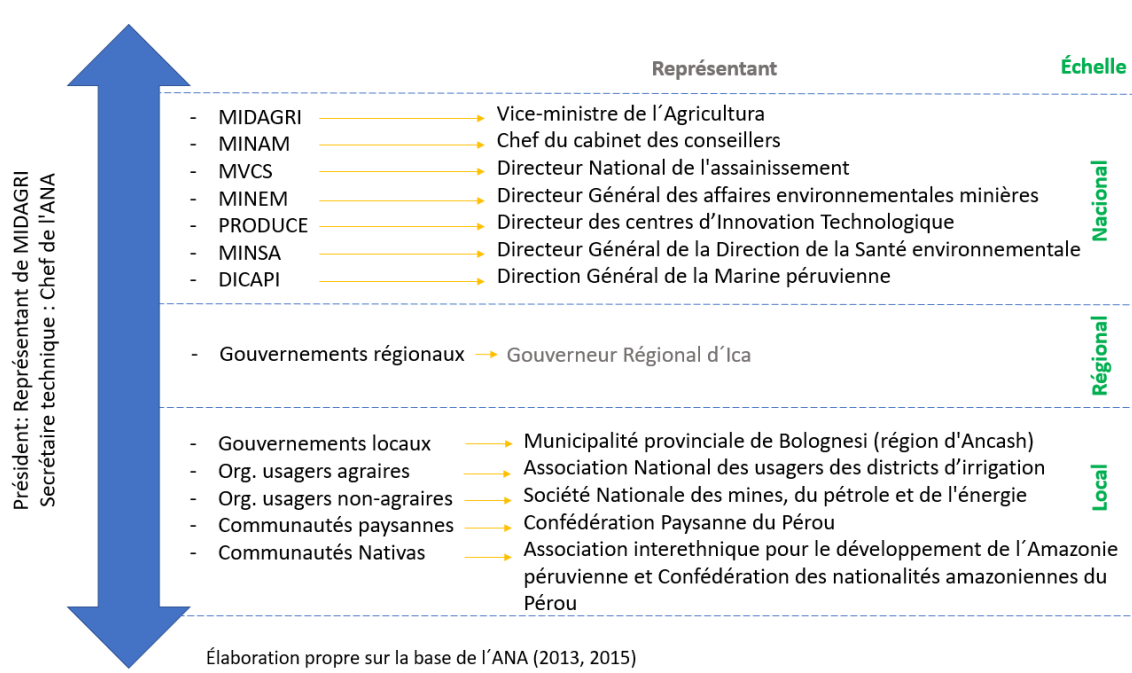 Président: Représentant de MIDAGRI
Secrétaire technique : Chef de l'ANA
Représentant
Échelle
- MIDAGRI Vice-ministre de l´Agricultura
- MINAM Chef du cabinet des conseillers
- MVCS Directeur National de l'assainissement
- MINEM Directeur Général des affaires environnementales minières
- PRODUCE Directeur des centres d’Innovation Technologique
- MINSA Directeur Général de la Direction de la Santé environnementale
- DICAPI Direction Général de la Marine péruvienne
Nacional
- Gouvernements régionaux Gouverneur Régional d´Ica
Régional
- Gouvernements locaux Municipalité provinciale de Bolognesi (région d'Ancash)
- Org. usagers agraires Association National des usagers des districts d’irrigation
- Org. usagers non-agraires Société Nationale des mines, du pétrole et de l'énergie
- Communautés paysannes Confédération Paysanne du Pérou
- Communautés Nativas Association interethnique pour le développement de l´Amazonie
péruvienne et Confédération des nationalités amazoniennes du
Pérou
Local
Élaboration propre sur la base de l´ANA (2013, 2015)